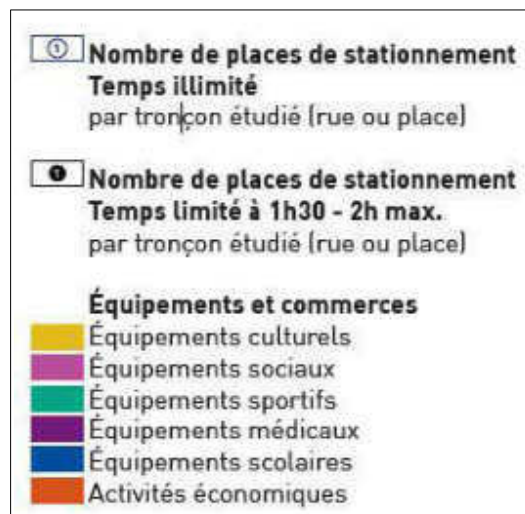 ① Nombre de places de stationnement
Temps illimité
par tronçon étudié (rue ou place)
❶ Nombre de places de stationnement
Temps limité à 1h30 - 2h max.
par tronçon étudié (rue ou place)
Équipements et commerces
Équipements culturels
Équipements sociaux
Équipements sportifs
Équipements médicaux
Équipements scolaires
Activités économiques